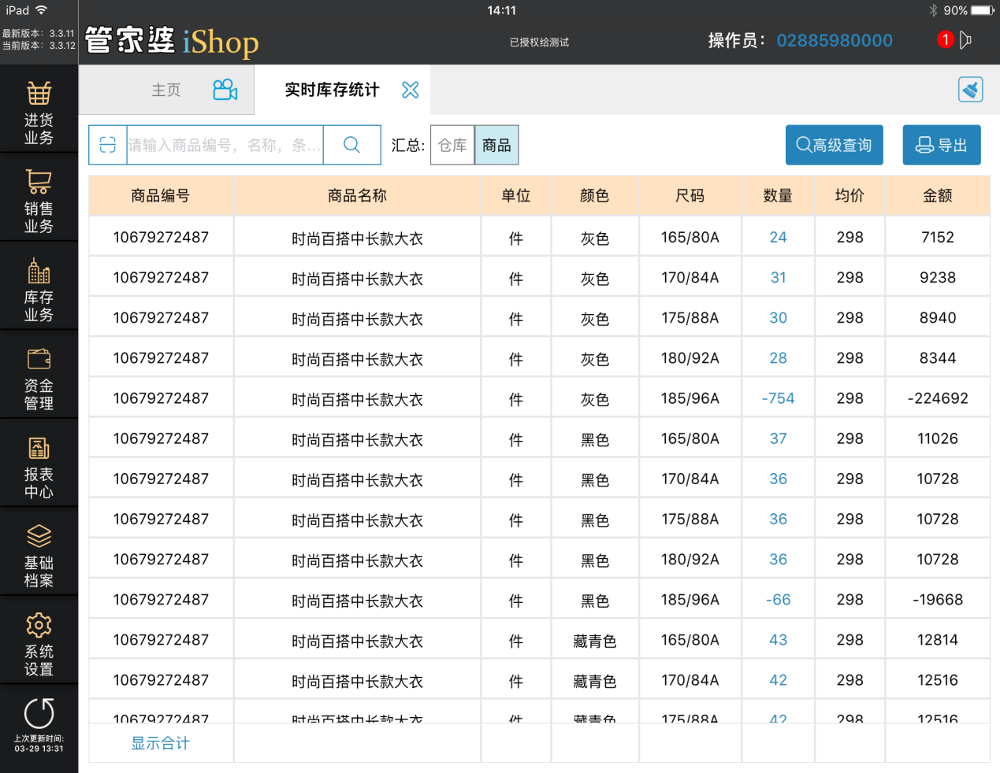 iPad 14:11 90%
最新版本：3.3.11
当前版本：3.3.12
管家婆 iShop
已授权给测试
操作员：02885980000
1
主页 实时库存统计
请输入商品编号，名称，条... 汇总: 仓库 商品 高级查询 导出
进货
业务
销售
业务
库存
业务
资金
管理
报表
中心
基础
档案
系统
设置
上次更新时间:
03-29 13:31
商品编号 商品名称 单位 颜色 尺码 数量 均价 金额
10679272487 时尚百搭中长款大衣 件 灰色 165/80A 24 298 7152
10679272487 时尚百搭中长款大衣 件 灰色 170/84A 31 298 9238
10679272487 时尚百搭中长款大衣 件 灰色 175/88A 30 298 8940
10679272487 时尚百搭中长款大衣 件 灰色 180/92A 28 298 8344
10679272487 时尚百搭中长款大衣 件 灰色 185/96A -754 298 -224692
10679272487 时尚百搭中长款大衣 件 黑色 165/80A 37 298 11026
10679272487 时尚百搭中长款大衣 件 黑色 170/84A 36 298 10728
10679272487 时尚百搭中长款大衣 件 黑色 175/88A 36 298 10728
10679272487 时尚百搭中长款大衣 件 黑色 180/92A 36 298 10728
10679272487 时尚百搭中长款大衣 件 黑色 185/96A -66 298 -19668
10679272487 时尚百搭中长款大衣 件 藏青色 165/80A 43 298 12814
10679272487 时尚百搭中长款大衣 件 藏青色 170/84A 42 298 12516
10679272487 时尚百搭中长款大衣 件 藏青色 175/88A 42 298 12516
显示合计